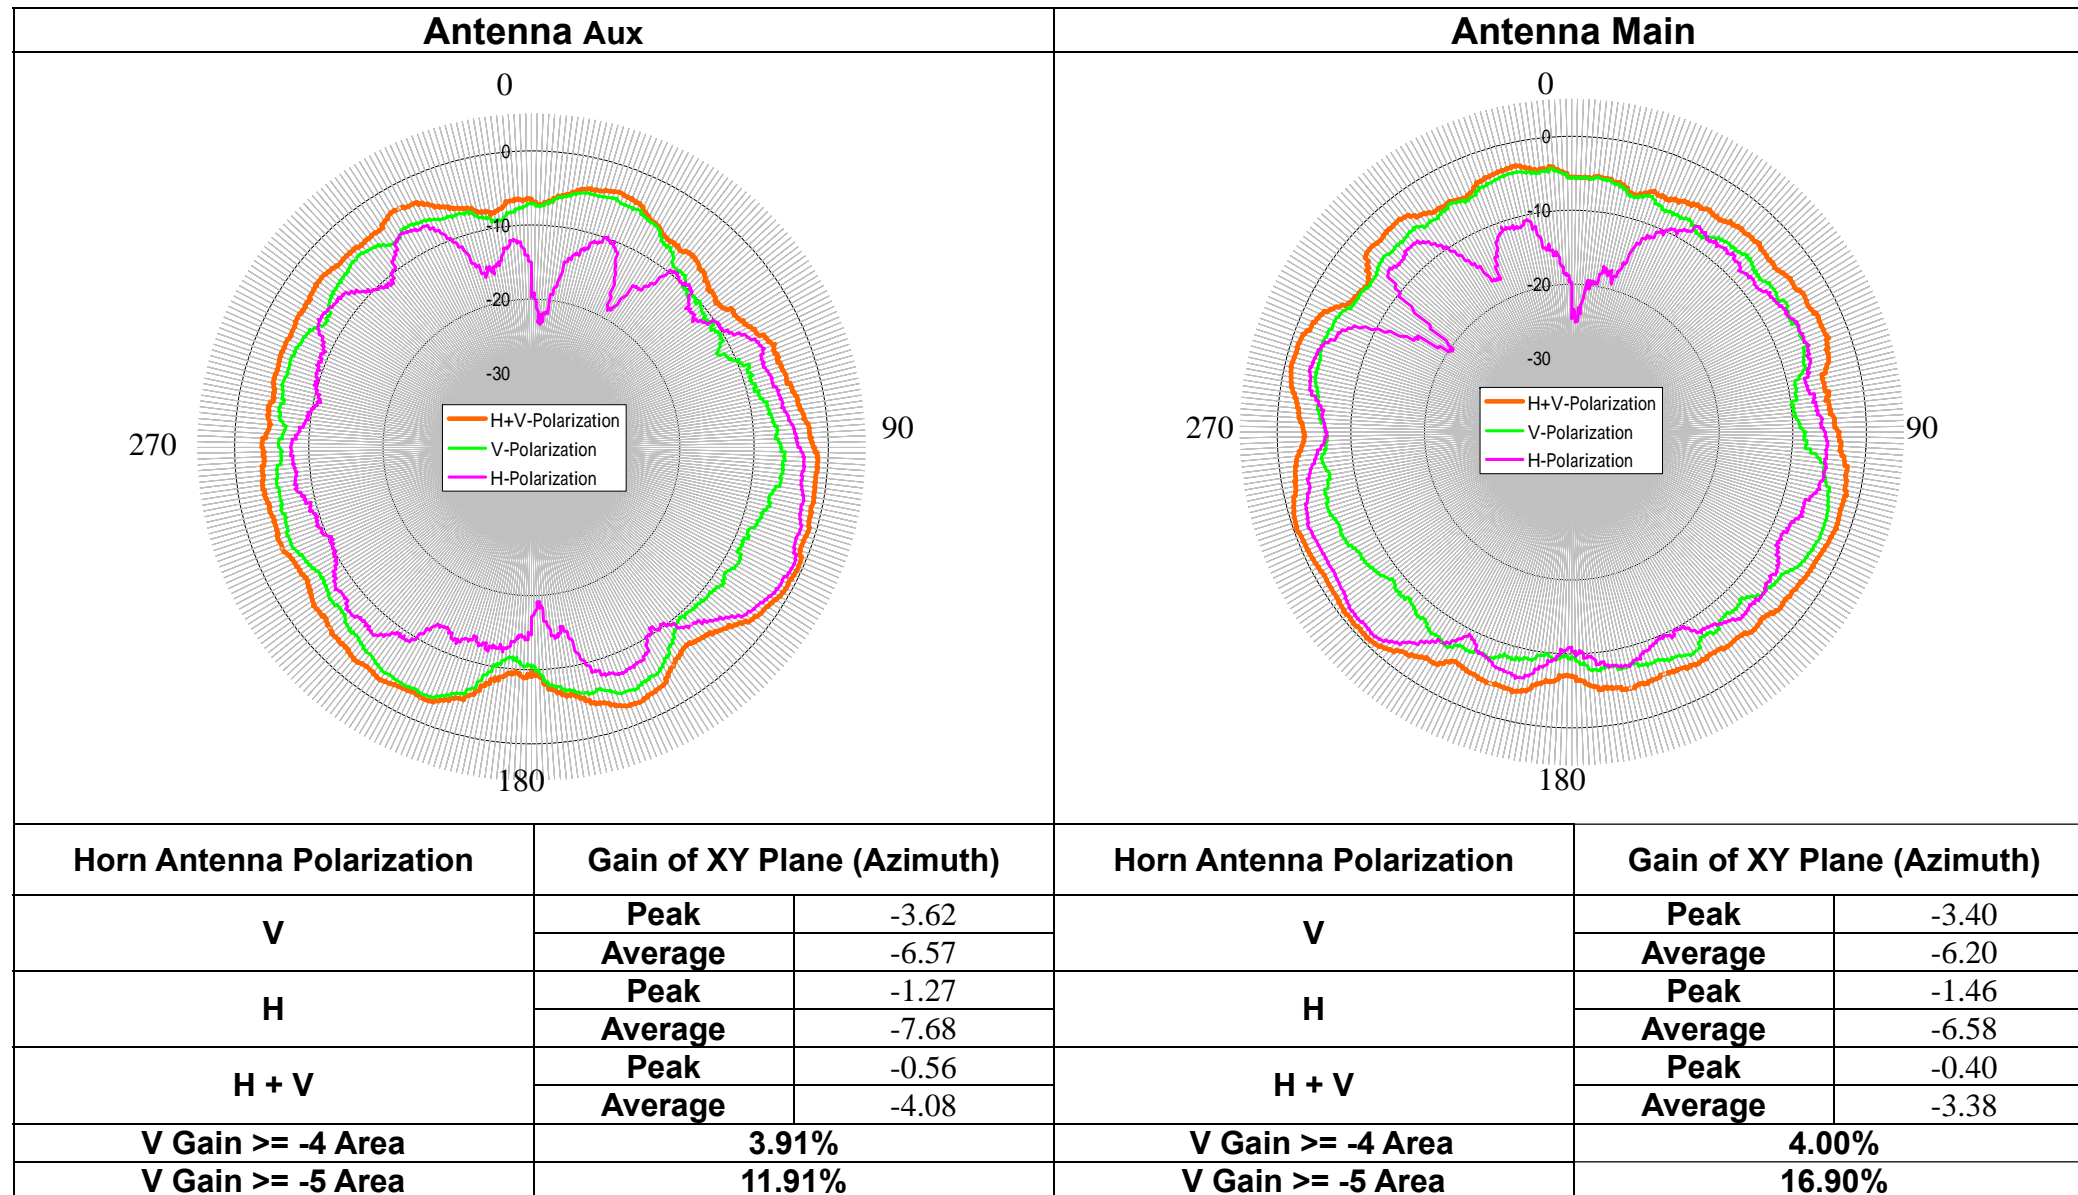 Antenna Aux
Antenna Main
0
0
-10
-20
-30
H+V-Polarization
V-Polarization
H-Polarization
270
90
180
0
0
-10
-20
-30
H+V-Polarization
V-Polarization
H-Polarization
270
90
180
Horn Antenna Polarization Gain of XY Plane (Azimuth) Horn Antenna Polarization Gain of XY Plane (Azimuth)
V Peak -3.62 V Peak -3.40
Average -6.57 Average -6.20
H Peak -1.27 H Peak -1.46
Average -7.68 Average -6.58
H + V Peak -0.56 H + V Peak -0.40
Average -4.08 Average -3.38
V Gain >= -4 Area 3.91% V Gain >= -4 Area 4.00%
V Gain >= -5 Area 11.91% V Gain >= -5 Area 16.90%